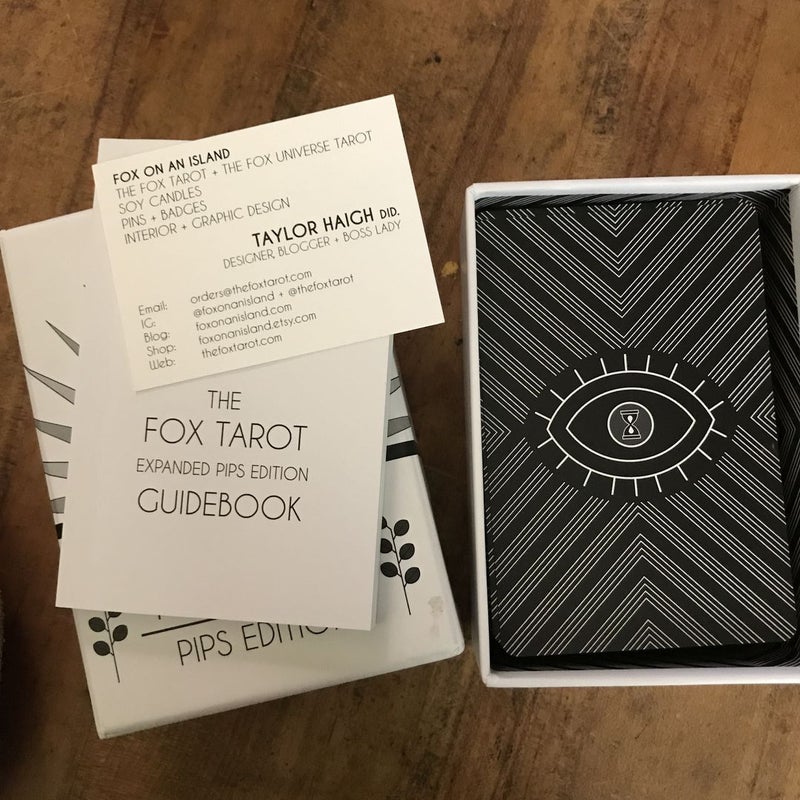 FOX ON AN ISLAND
THE FOX TAROT + THE FOX UNIVERSE TAROT
SOY CANDLES
PINS + BADGES
INTERIOR + GRAPHIC DESIGN
TAYLOR HAIGH DID.
DESIGNER, BLOGGER + BOSS LADY
Email: orders@thefoxtarot.com
IG: @foxonanisland + @thefoxtarot
Blog: foxonanisland.com
Shop: foxonanisland.etsy.com
Web: thefoxtarot.com
THE
FOX TAROT
EXPANDED PIPS EDITION
GUIDEBOOK
PIPS EDITION